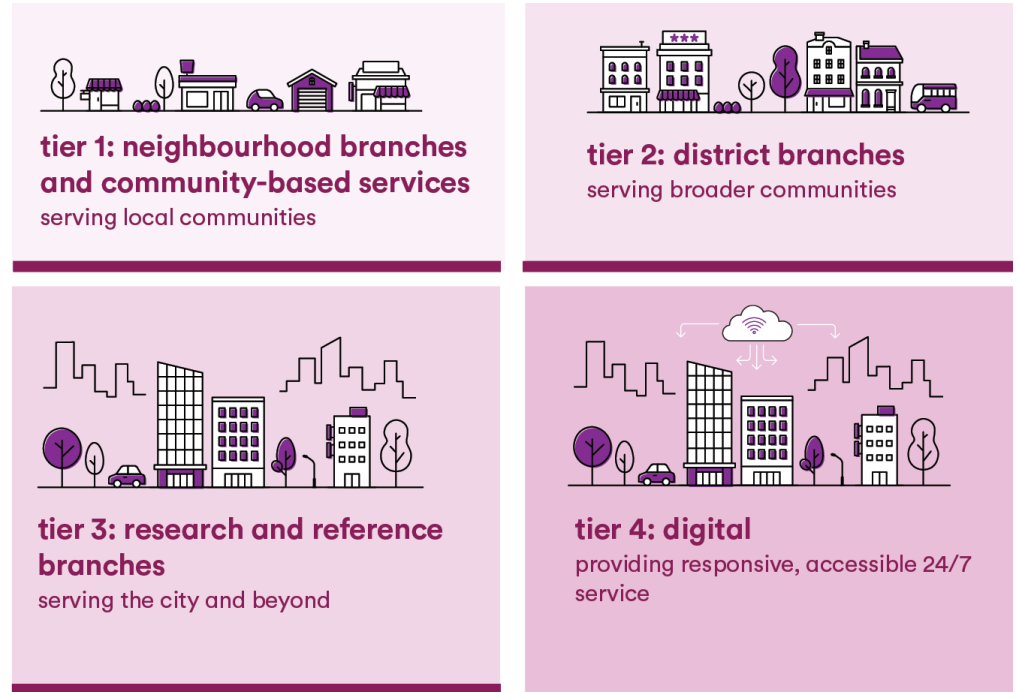 tier 1: neighbourhood branches
and community-based services
serving local communities
tier 2: district branches
serving broader communities
tier 3: research and reference
branches
serving the city and beyond
tier 4: digital
providing responsive, accessible 24/7
service